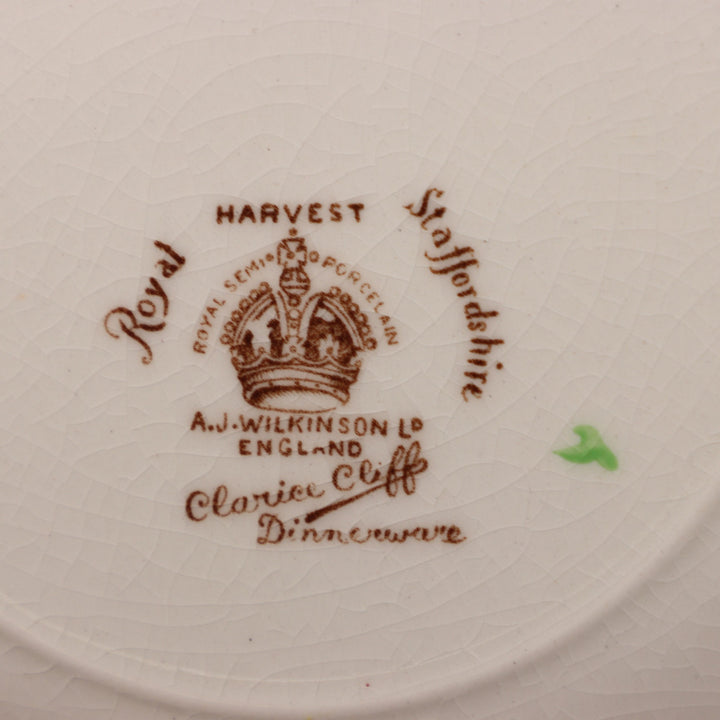 HARVEST
Royal Staffordshire
ROYAL SEMI PORCELAIN
A.J. WILKINSON LD
ENGLAND
Clarice Cliff
Dinnerware